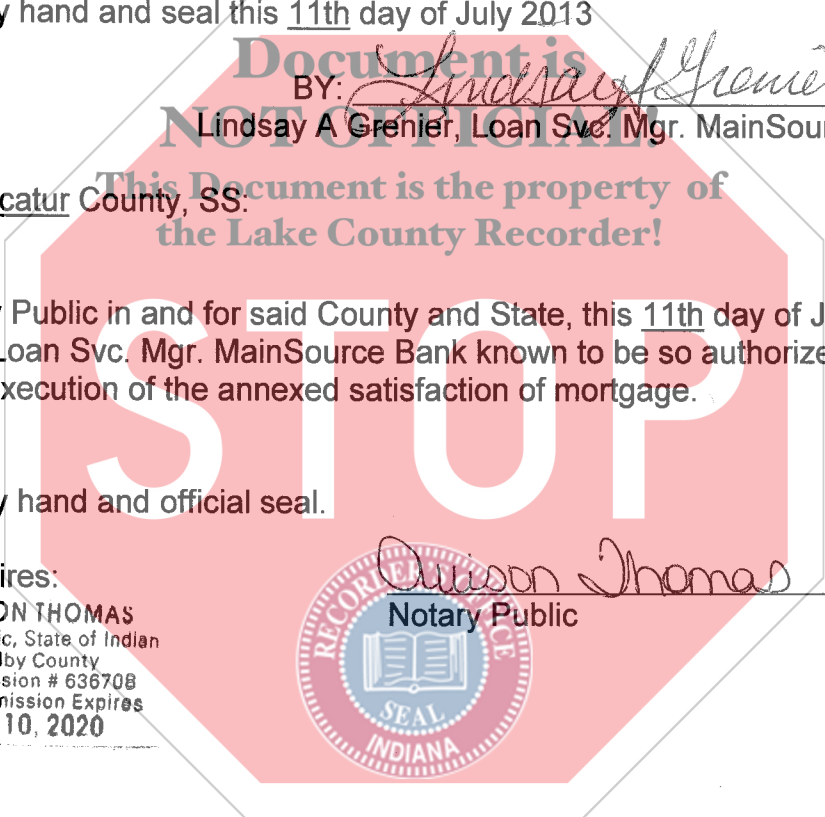 y hand and seal this 11th day of July 2013
Document is
BY: Lindsay A Grenie
NOT OFFICIAL!
Lindsay A Grenier, Loan Svc. Mgr. MainSour
This Document is the property of
catur County, SS:
the Lake County Recorder!
y Public in and for said County and State, this 11th day of J
Loan Svc. Mgr. MainSource Bank known to be so authorize
xecution of the annexed satisfaction of mortgage.
STOP
y hand and official seal.
ires:
ON THOMAS
c, State of Indian
lby County
sion # 636708
mission Expires
10, 2020
Allison Thomas
Notary Public
RECORDER OFFICE
SEAL
INDIANA